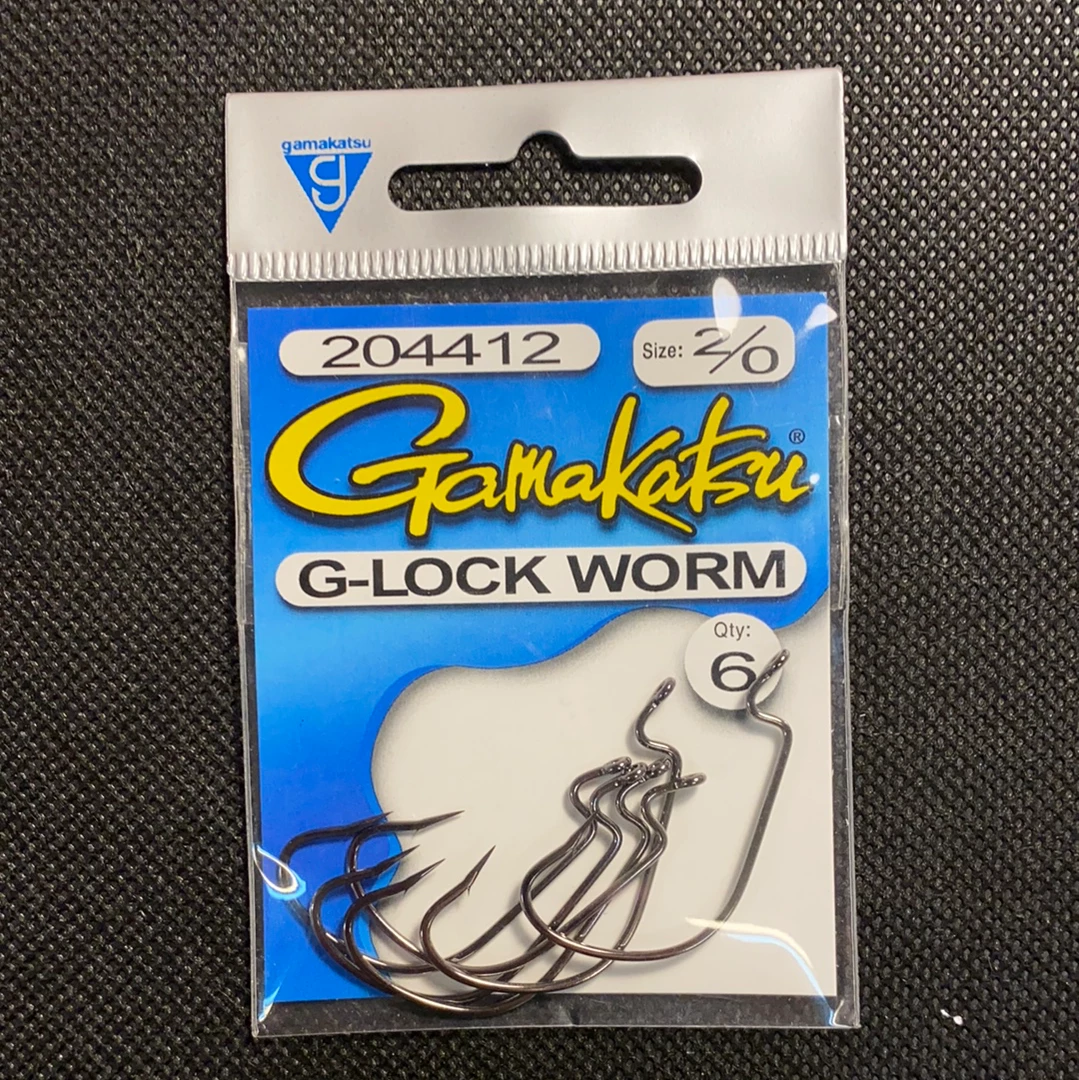 gamakatsu
g
204412
Size: 2/0
Gamakatsu®
G-LOCK WORM
Qty:
6